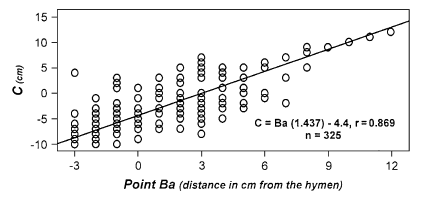 15
10
5
0
-5
-10
C (cm)
C = Ba (1.437) - 4.4, r = 0.869
n = 325
-3 0 3 6 9 12
Point Ba (distance in cm from the hymen)